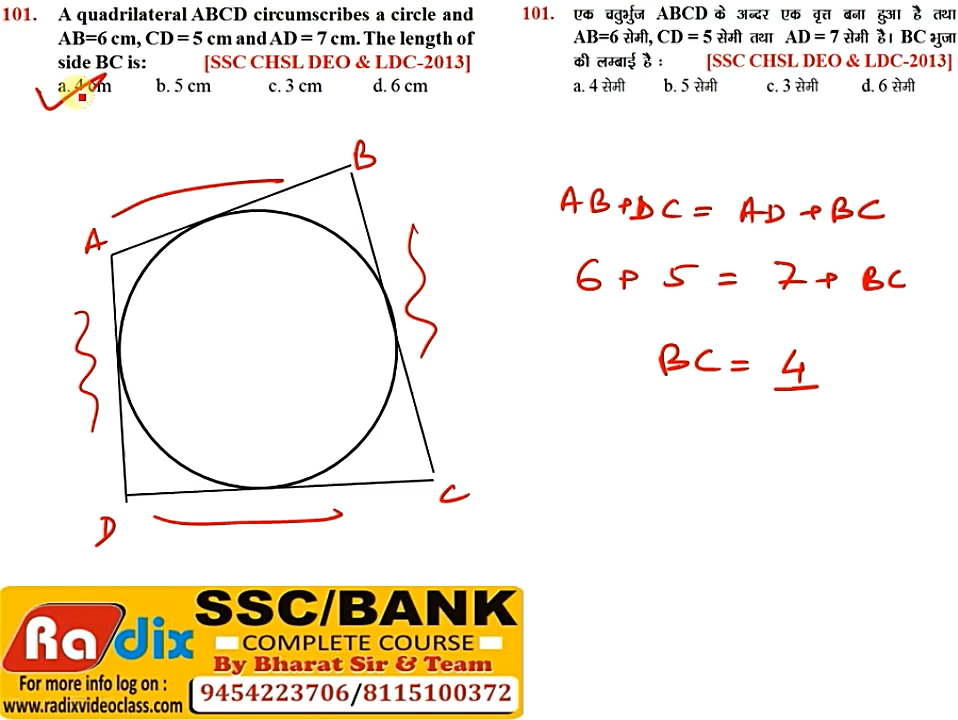 101. A quadrilateral ABCD circumscribes a circle and
AB=6 cm, CD = 5 cm and AD = 7 cm. The length of
side BC is: [SSC CHSL DEO & LDC-2013]
a. 4 cm b. 5 cm c. 3 cm d. 6 cm
101. एक चतुर्भुज ABCD के अन्दर एक वृत्त बना हुआ है तथा
AB=6 सेमी, CD = 5 सेमी तथा AD = 7 सेमी है। BC भुजा
की लम्बाई है : [SSC CHSL DEO & LDC-2013]
a. 4 सेमी b. 5 सेमी c. 3 सेमी d. 6 सेमी
B
A
D
C
AB+DC = AD + BC
6 + 5 = 7 + BC
BC = 4
Radix
For more info log on :
www.radixvideoclass.com
SSC/BANK
COMPLETE COURSE
By Bharat Sir & Team
9454223706/8115100372